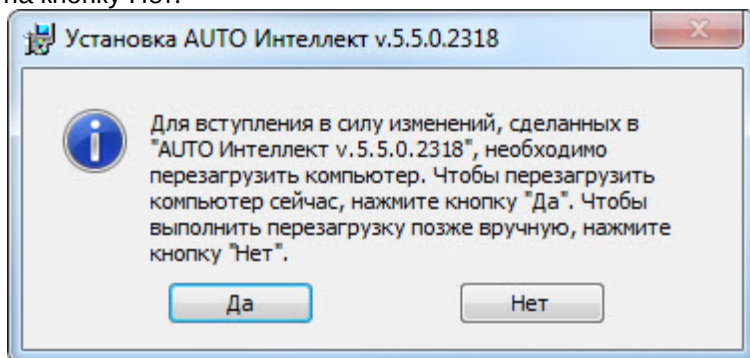 на кнопку Нет.
Установка AUTO Интеллект v.5.5.0.2318
Для вступления в силу изменений, сделанных в
"AUTO Интеллект v.5.5.0.2318", необходимо
перезагрузить компьютер. Чтобы перезагрузить
компьютер сейчас, нажмите кнопку "Да". Чтобы
выполнить перезагрузку позже вручную, нажмите
кнопку "Нет".
Да
Нет